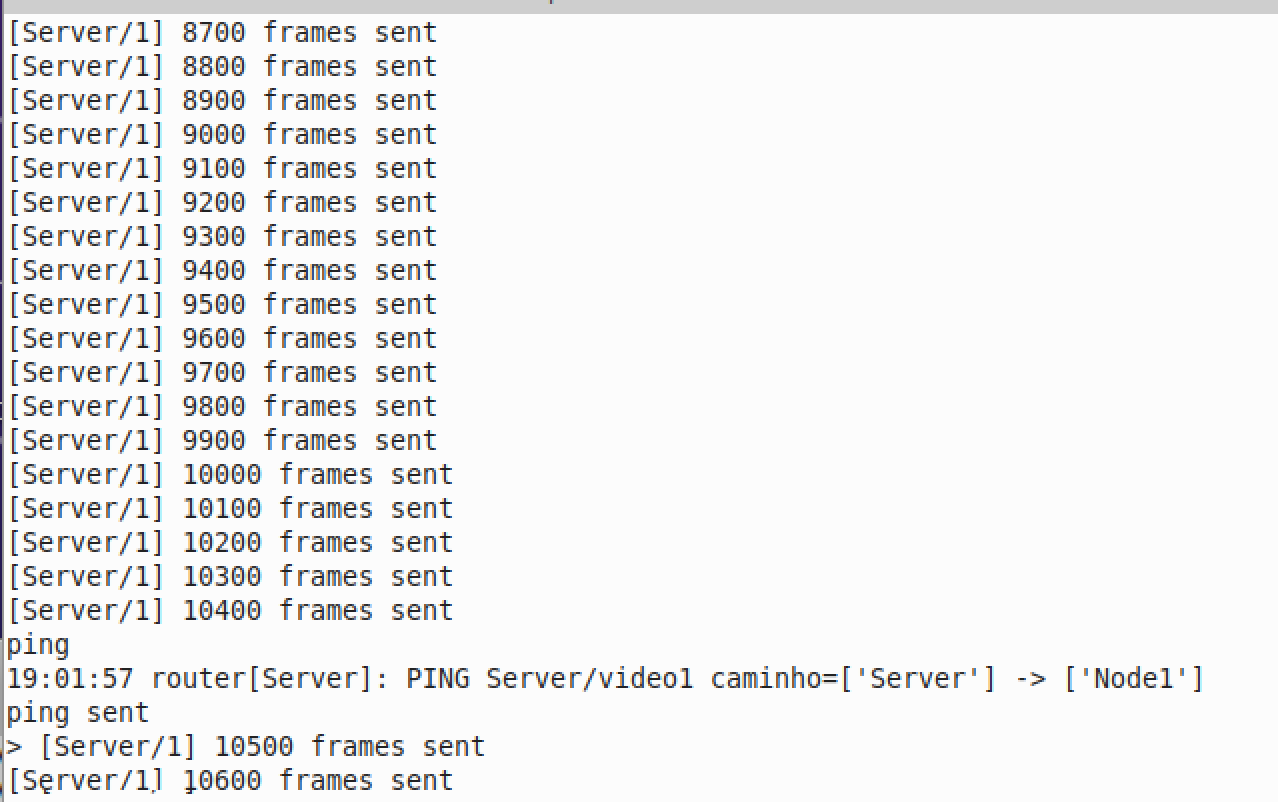 [Server/1] 8700 frames sent
[Server/1] 8800 frames sent
[Server/1] 8900 frames sent
[Server/1] 9000 frames sent
[Server/1] 9100 frames sent
[Server/1] 9200 frames sent
[Server/1] 9300 frames sent
[Server/1] 9400 frames sent
[Server/1] 9500 frames sent
[Server/1] 9600 frames sent
[Server/1] 9700 frames sent
[Server/1] 9800 frames sent
[Server/1] 9900 frames sent
[Server/1] 10000 frames sent
[Server/1] 10100 frames sent
[Server/1] 10200 frames sent
[Server/1] 10300 frames sent
[Server/1] 10400 frames sent
ping
19:01:57 router[Server]: PING Server/video1 caminho=['Server'] -> ['Node1']
ping sent
> [Server/1] 10500 frames sent
[Server/1] 10600 frames sent